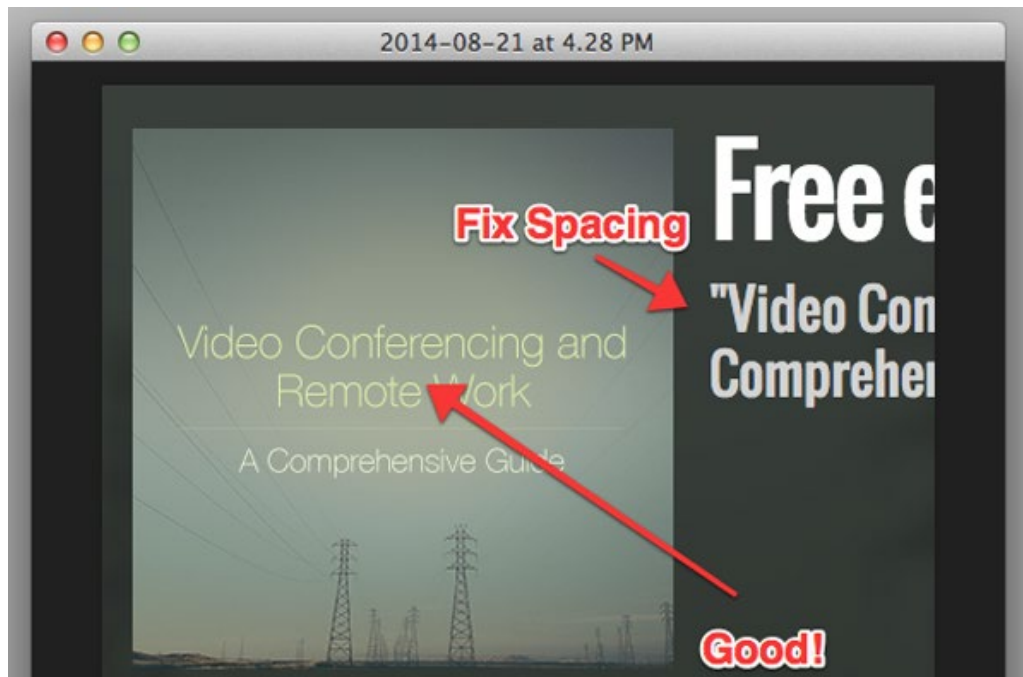 2014-08-21 at 4.28 PM
Free e
Fix Spacing
"Video Con
Comprehen
Video Conferencing and
Remote Work
A Comprehensive Guide
Good!